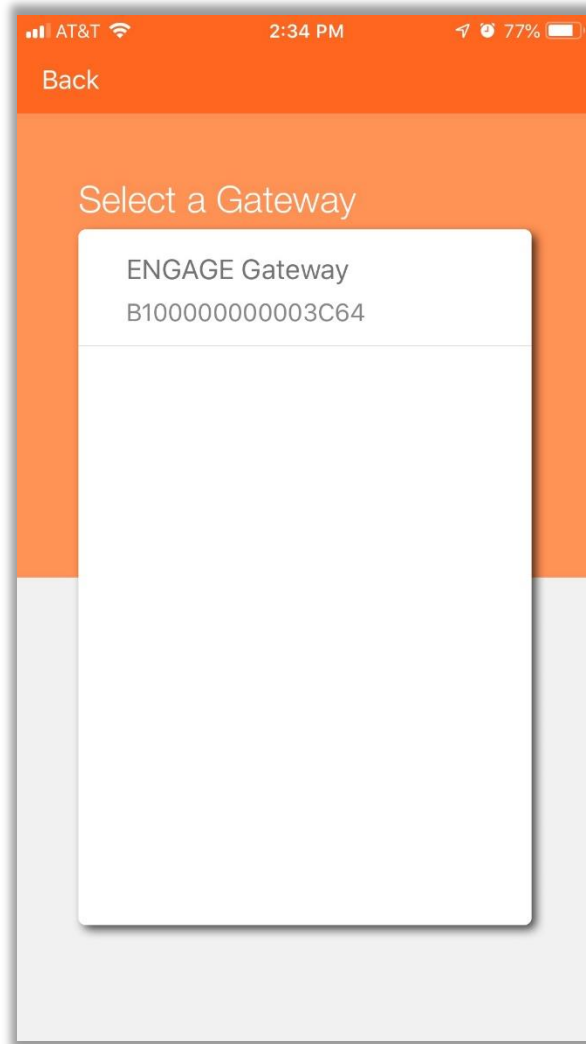 AT&T 2:34 PM 77%
Back
Select a Gateway
ENGAGE Gateway
B100000000003C64